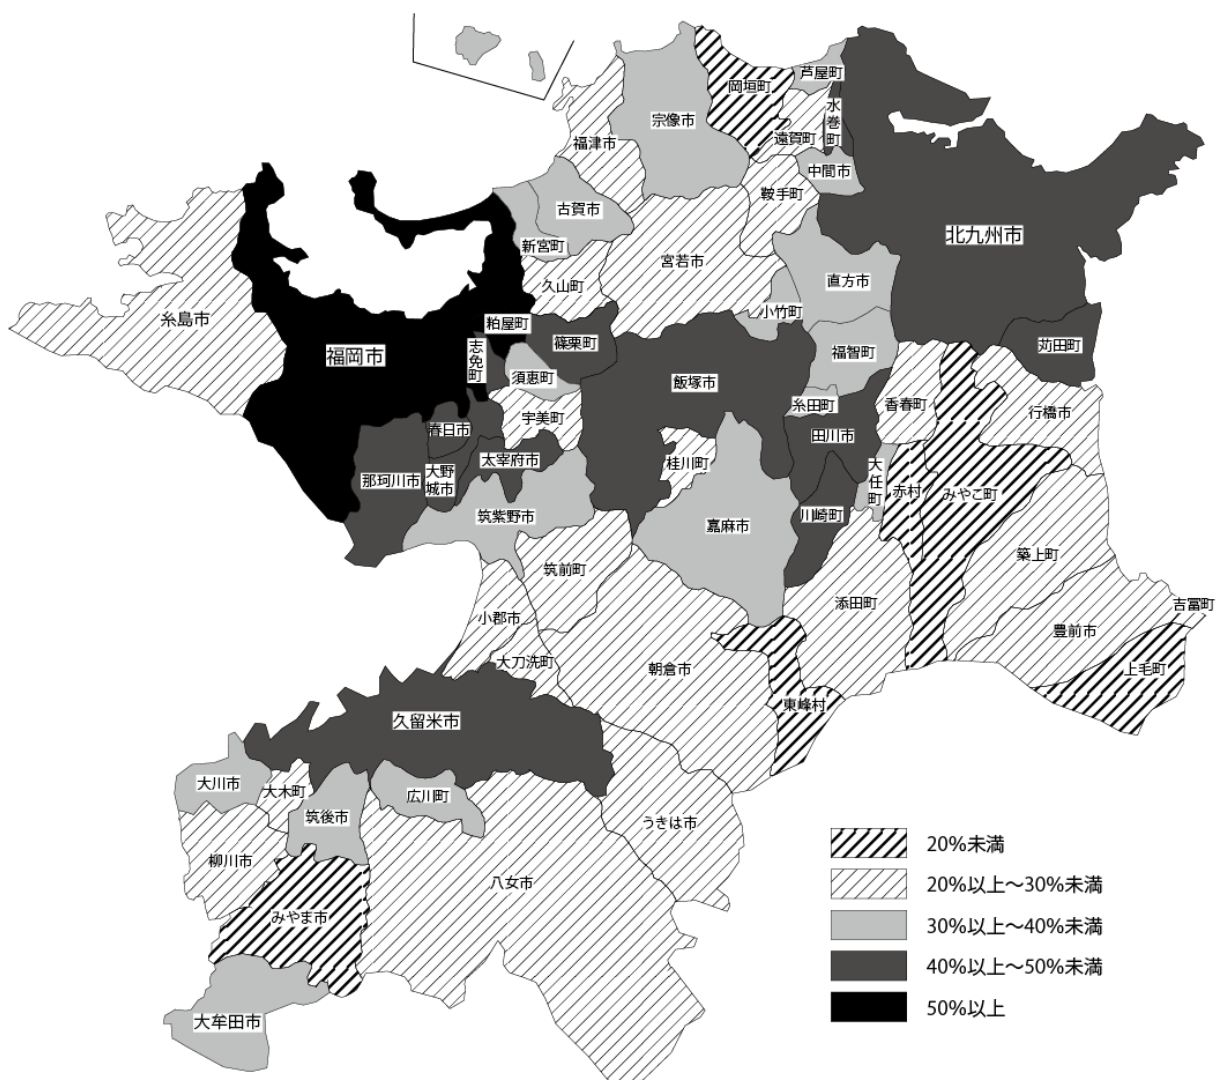 芦屋町
岡垣町
水巻町
宗像市
遠賀町
福津市
中間市
鞍手町
古賀市
北九州市
新宮町
宮若市
直方市
久山町
小竹町
糸島市
粕屋町
篠栗町
苅田町
福岡市
志免町
福智町
須恵町
飯塚市
糸田町
香春町
行橋市
宇美町
春日市
田川市
太宰府市
桂川町
大任町
那珂川市
大野城市
赤村
みやこ町
筑紫野市
川崎町
嘉麻市
築上町
筑前町
添田町
吉冨町
小郡市
豊前市
大刀洗町
朝倉市
上毛町
東峰村
久留米市
大川市
大木町
広川町
筑後市
うきは市
柳川市
八女市
みやま市
大牟田市
20%未満
20%以上～30%未満
30%以上～40%未満
40%以上～50%未満
50%以上